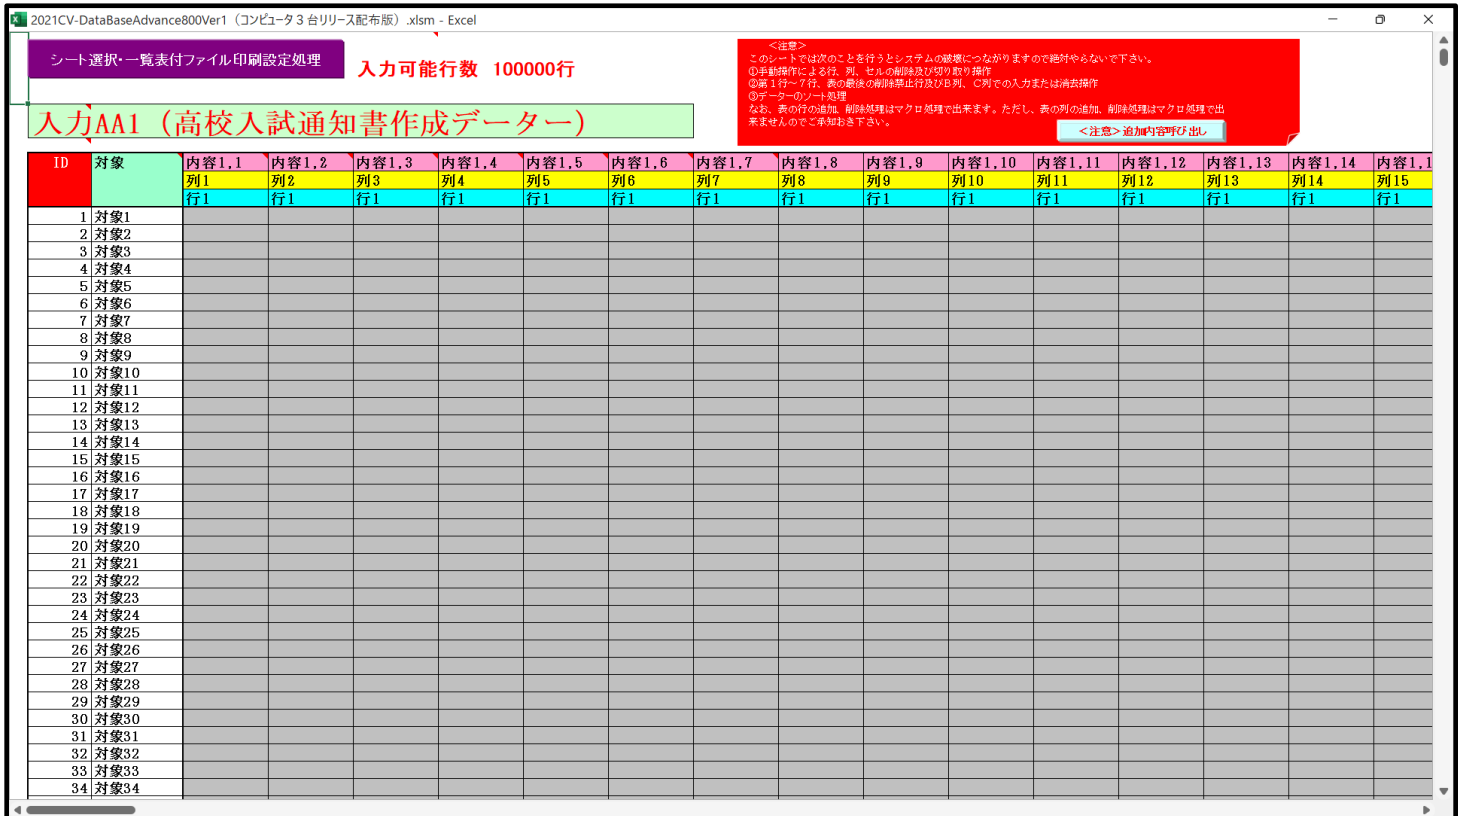 2021CV-DataBaseAdvance800Ver1（コンピュータ３台リリース配布版）.xlsm - Excel
シート選択・一覧表付ファイル印刷設定処理
入力可能行数 100000行
＜注意＞
このシートでは次のことを行うとシステムの破壊につながりますので絶対やらないで下さい。
①手動操作による行、列、セルの削除及び切り取り操作
②第１行～７行、表の最後の削除禁止行及びＢ列、Ｃ列での入力または消去操作
③データーのソート処理
なお、表の行の追加、削除処理はマクロ処理で出来ます。ただし、表の列の追加、削除処理はマクロ処理で出
来ませんのでご承知おき下さい。
＜注意＞追加内容呼び出し
入力AA1（高校入試通知書作成データー）
ID 対象 内容1,1 内容1,2 内容1,3 内容1,4 内容1,5 内容1,6 内容1,7 内容1,8 内容1,9 内容1,10 内容1,11 内容1,12 内容1,13 内容1,14 内容1,1
列1 列2 列3 列4 列5 列6 列7 列8 列9 列10 列11 列12 列13 列14 列15
行1 行1 行1 行1 行1 行1 行1 行1 行1 行1 行1 行1 行1 行1 行1
1 対象1
2 対象2
3 対象3
4 対象4
5 対象5
6 対象6
7 対象7
8 対象8
9 対象9
10 対象10
11 対象11
12 対象12
13 対象13
14 対象14
15 対象15
16 対象16
17 対象17
18 対象18
19 対象19
20 対象20
21 対象21
22 対象22
23 対象23
24 対象24
25 対象25
26 対象26
27 対象27
28 対象28
29 対象29
30 対象30
31 対象31
32 対象32
33 対象33
34 対象34